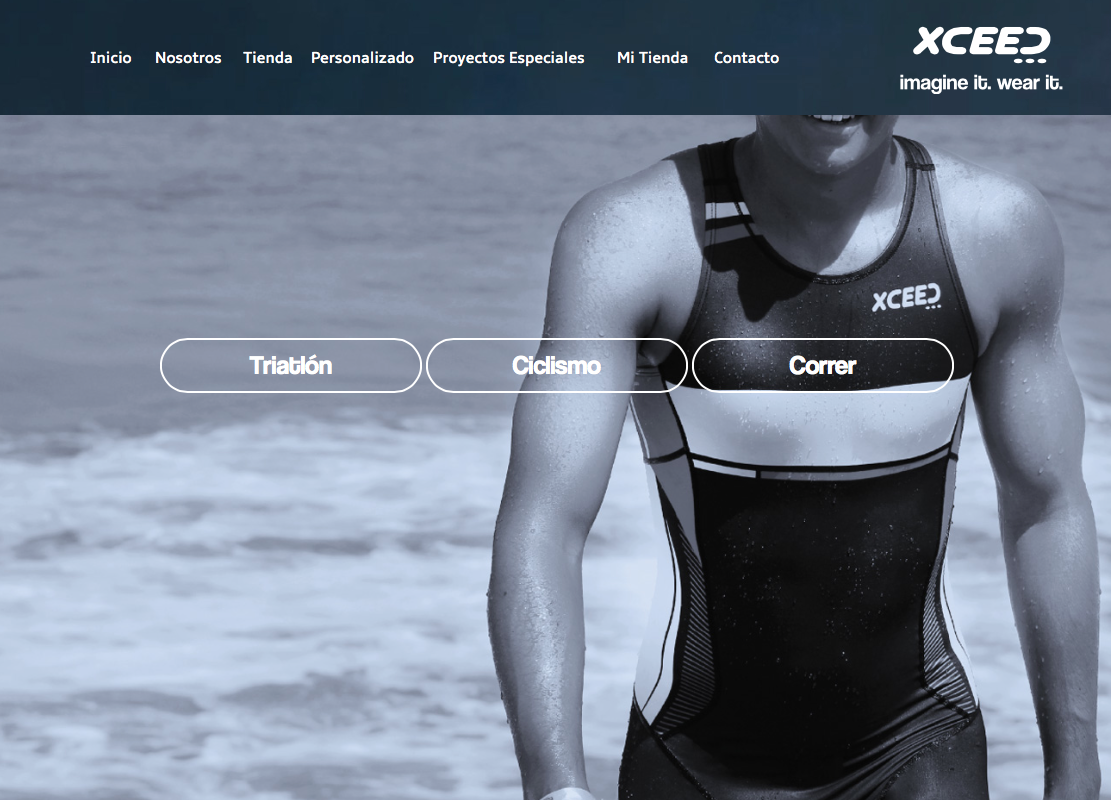 Inicio Nosotros Tienda Personalizado Proyectos Especiales Mi Tienda Contacto
XCEED
imagine it. wear it.
XCEED
Triatlón Ciclismo Correr